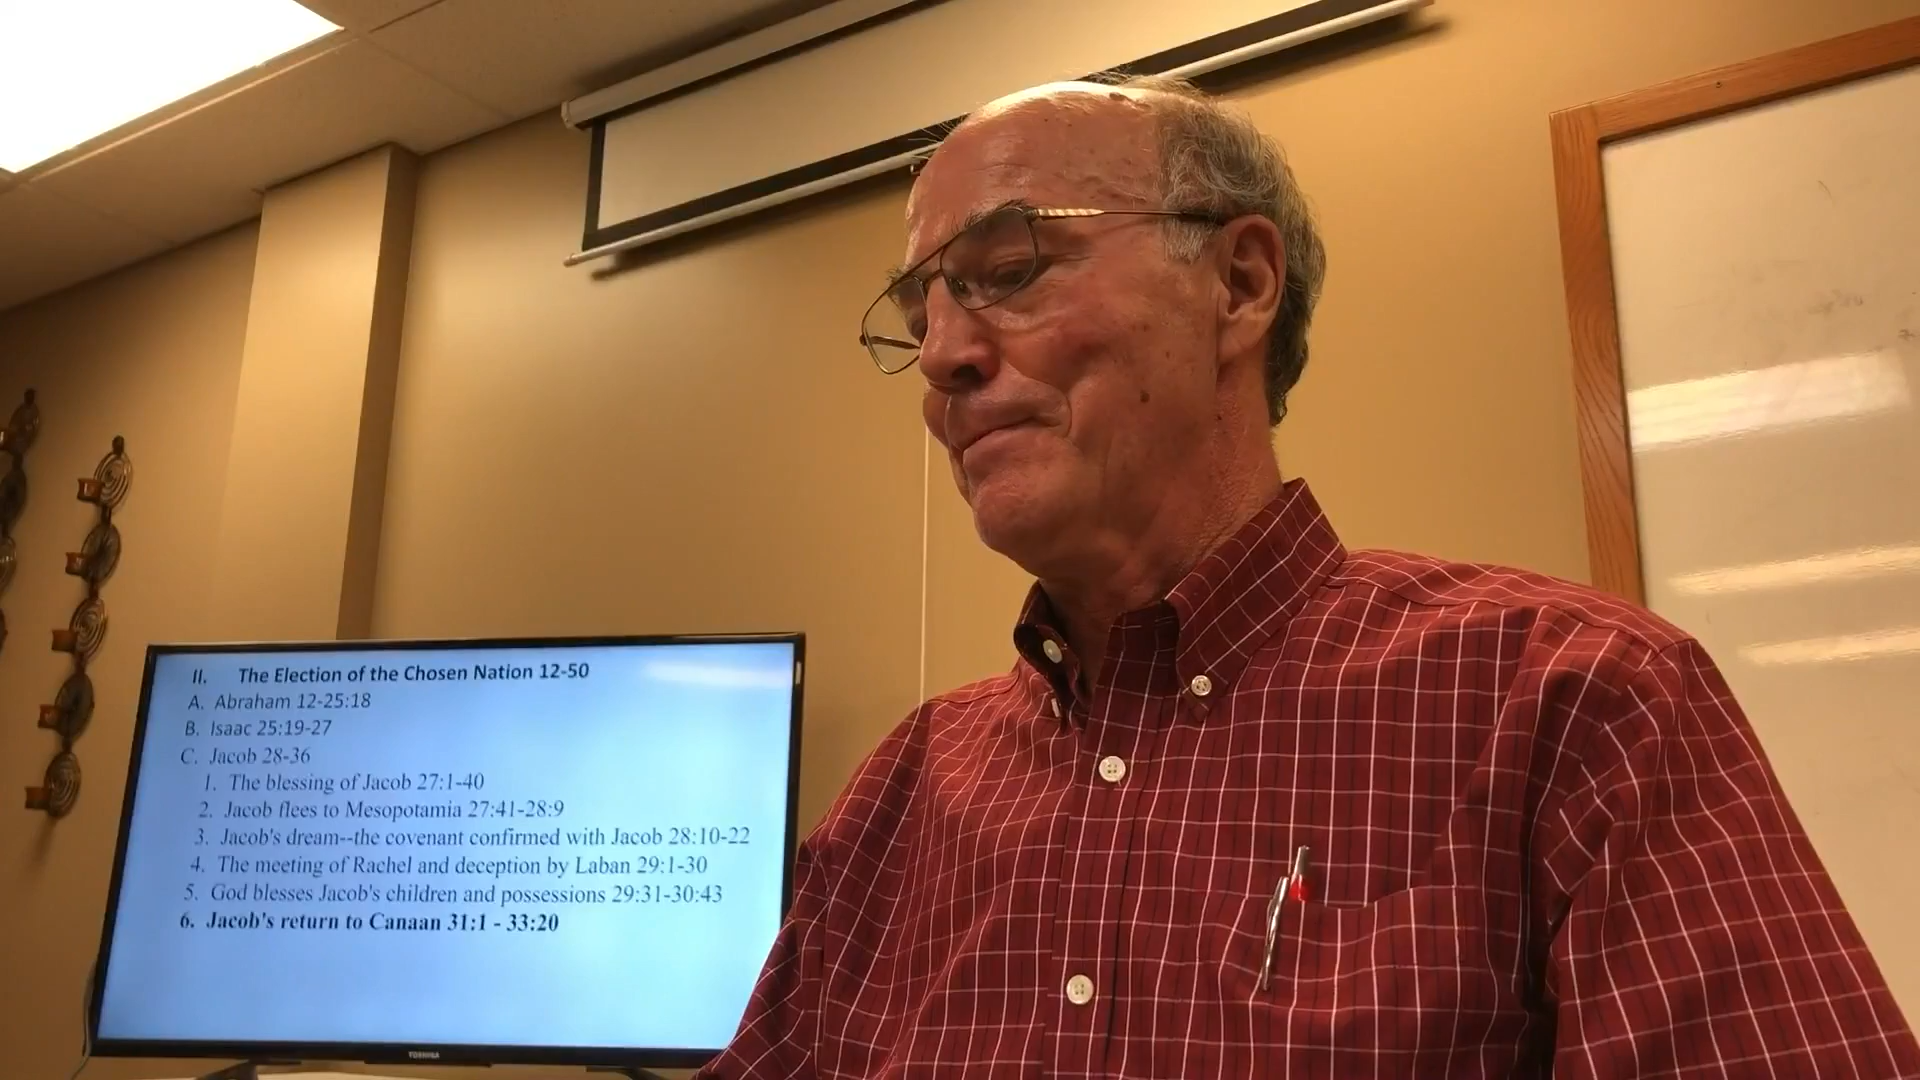 II. The Election of the Chosen Nation 12-50
A. Abraham 12-25:18
B. Isaac 25:19-27
C. Jacob 28-36
1. The blessing of Jacob 27:1-40
2. Jacob flees to Mesopotamia 27:41-28:9
3. Jacob's dream--the covenant confirmed with Jacob 28:10-22
4. The meeting of Rachel and deception by Laban 29:1-30
5. God blesses Jacob's children and possessions 29:31-30:43
6. Jacob's return to Canaan 31:1 - 33:20
TOSHIBA